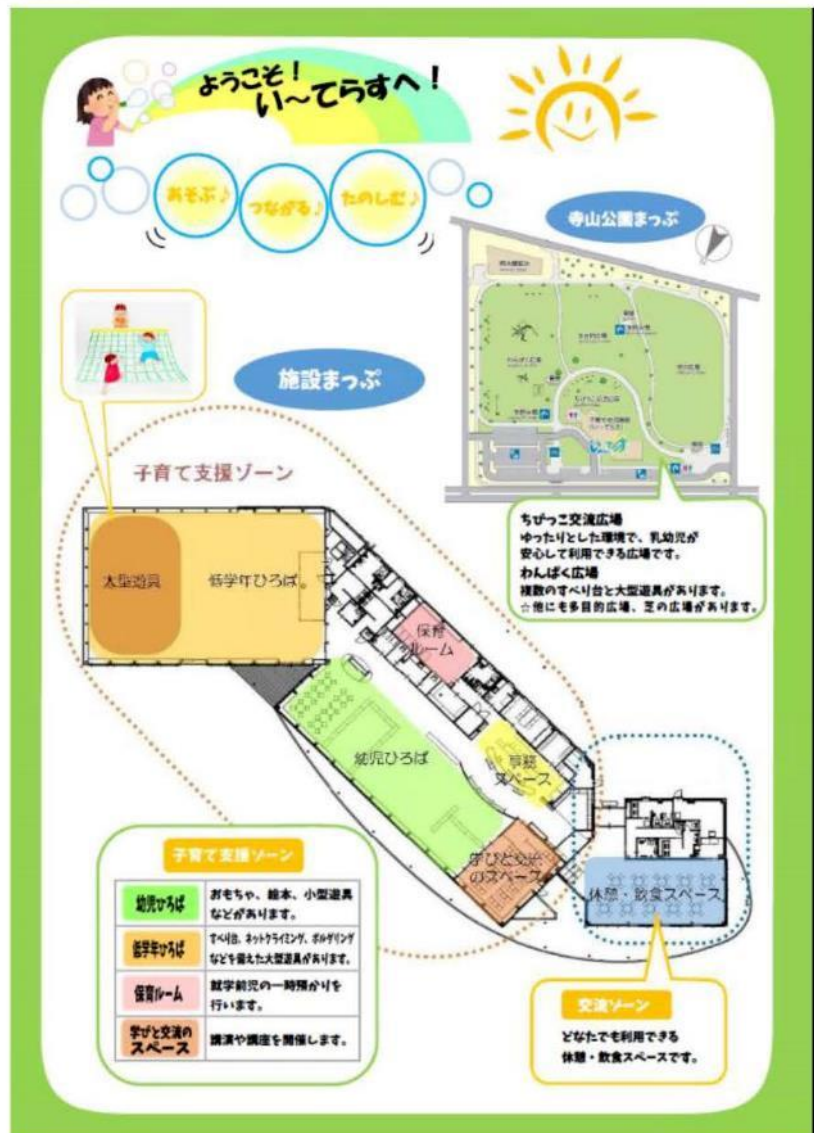 ようこそ!
い～てらすへ!
あそぶ♪
つながる♪
たのしむ♪
寺山公園まっぷ
施設まっぷ
子育て支援ゾーン
大型遊具
低学年ひろば
保育
ルーム
幼児ひろば
事務
スペース
学びと交流
のスペース
休憩・飲食スペース
ちびっこ交流広場
ゆったりとした環境で、乳幼児が
安心して利用できる広場です。
わんぱく広場
複数のすべり台と大型遊具があります。
☆他にも多目的広場、芝の広場があります。
子育て支援ゾーン
幼児ひろば
おもちゃ、絵本、小型遊具
などがあります。
低学年ひろば
すべり台、ネットクライミング、ボルダリング
などを備えた大型遊具があります。
保育ルーム
就学前児の一時預かりを
行います。
学びと交流の
スペース
講演や講座を開催します。
交流ゾーン
どなたでも利用できる
休憩・飲食スペースです。